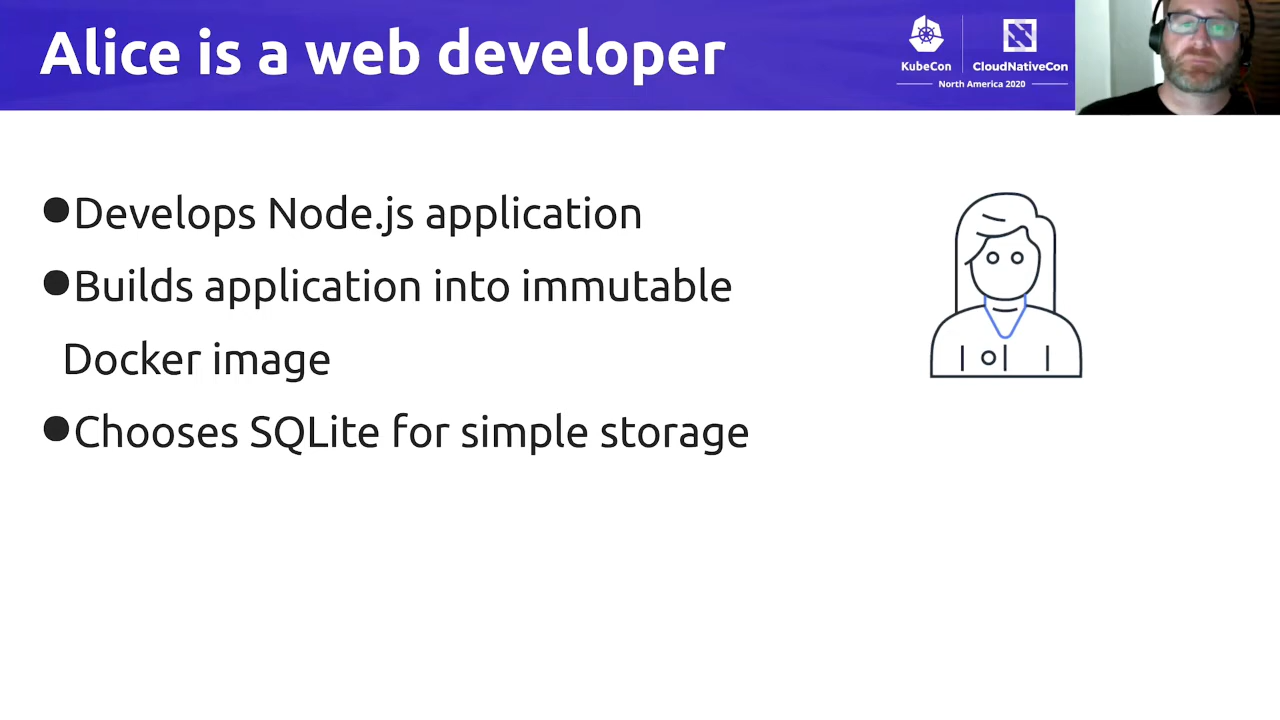 Alice is a web developer
KubeCon
CloudNativeCon
North America 2020
●Develops Node.js application
●Builds application into immutable
Docker image
●Chooses SQLite for simple storage